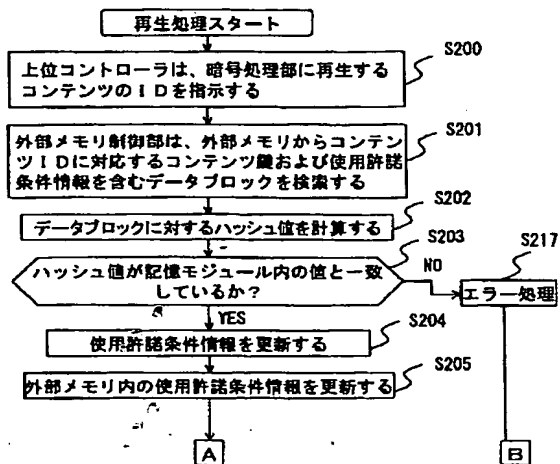 再生処理スタート
S200
上位コントローラは、暗号処理部に再生する
コンテンツのＩＤを指示する
S201
外部メモリ制御部は、外部メモリからコンテン
ツＩＤに対応するコンテンツ鍵および使用許諾
条件情報を含むデータブロックを検索する
S202
データブロックに対するハッシュ値を計算する
S203
ハッシュ値が記憶モジュール内の値と一致
しているか？
NO
S217
エラー処理
YES
S204
使用許諾条件情報を更新する
S205
外部メモリ内の使用許諾条件情報を更新する
A
B